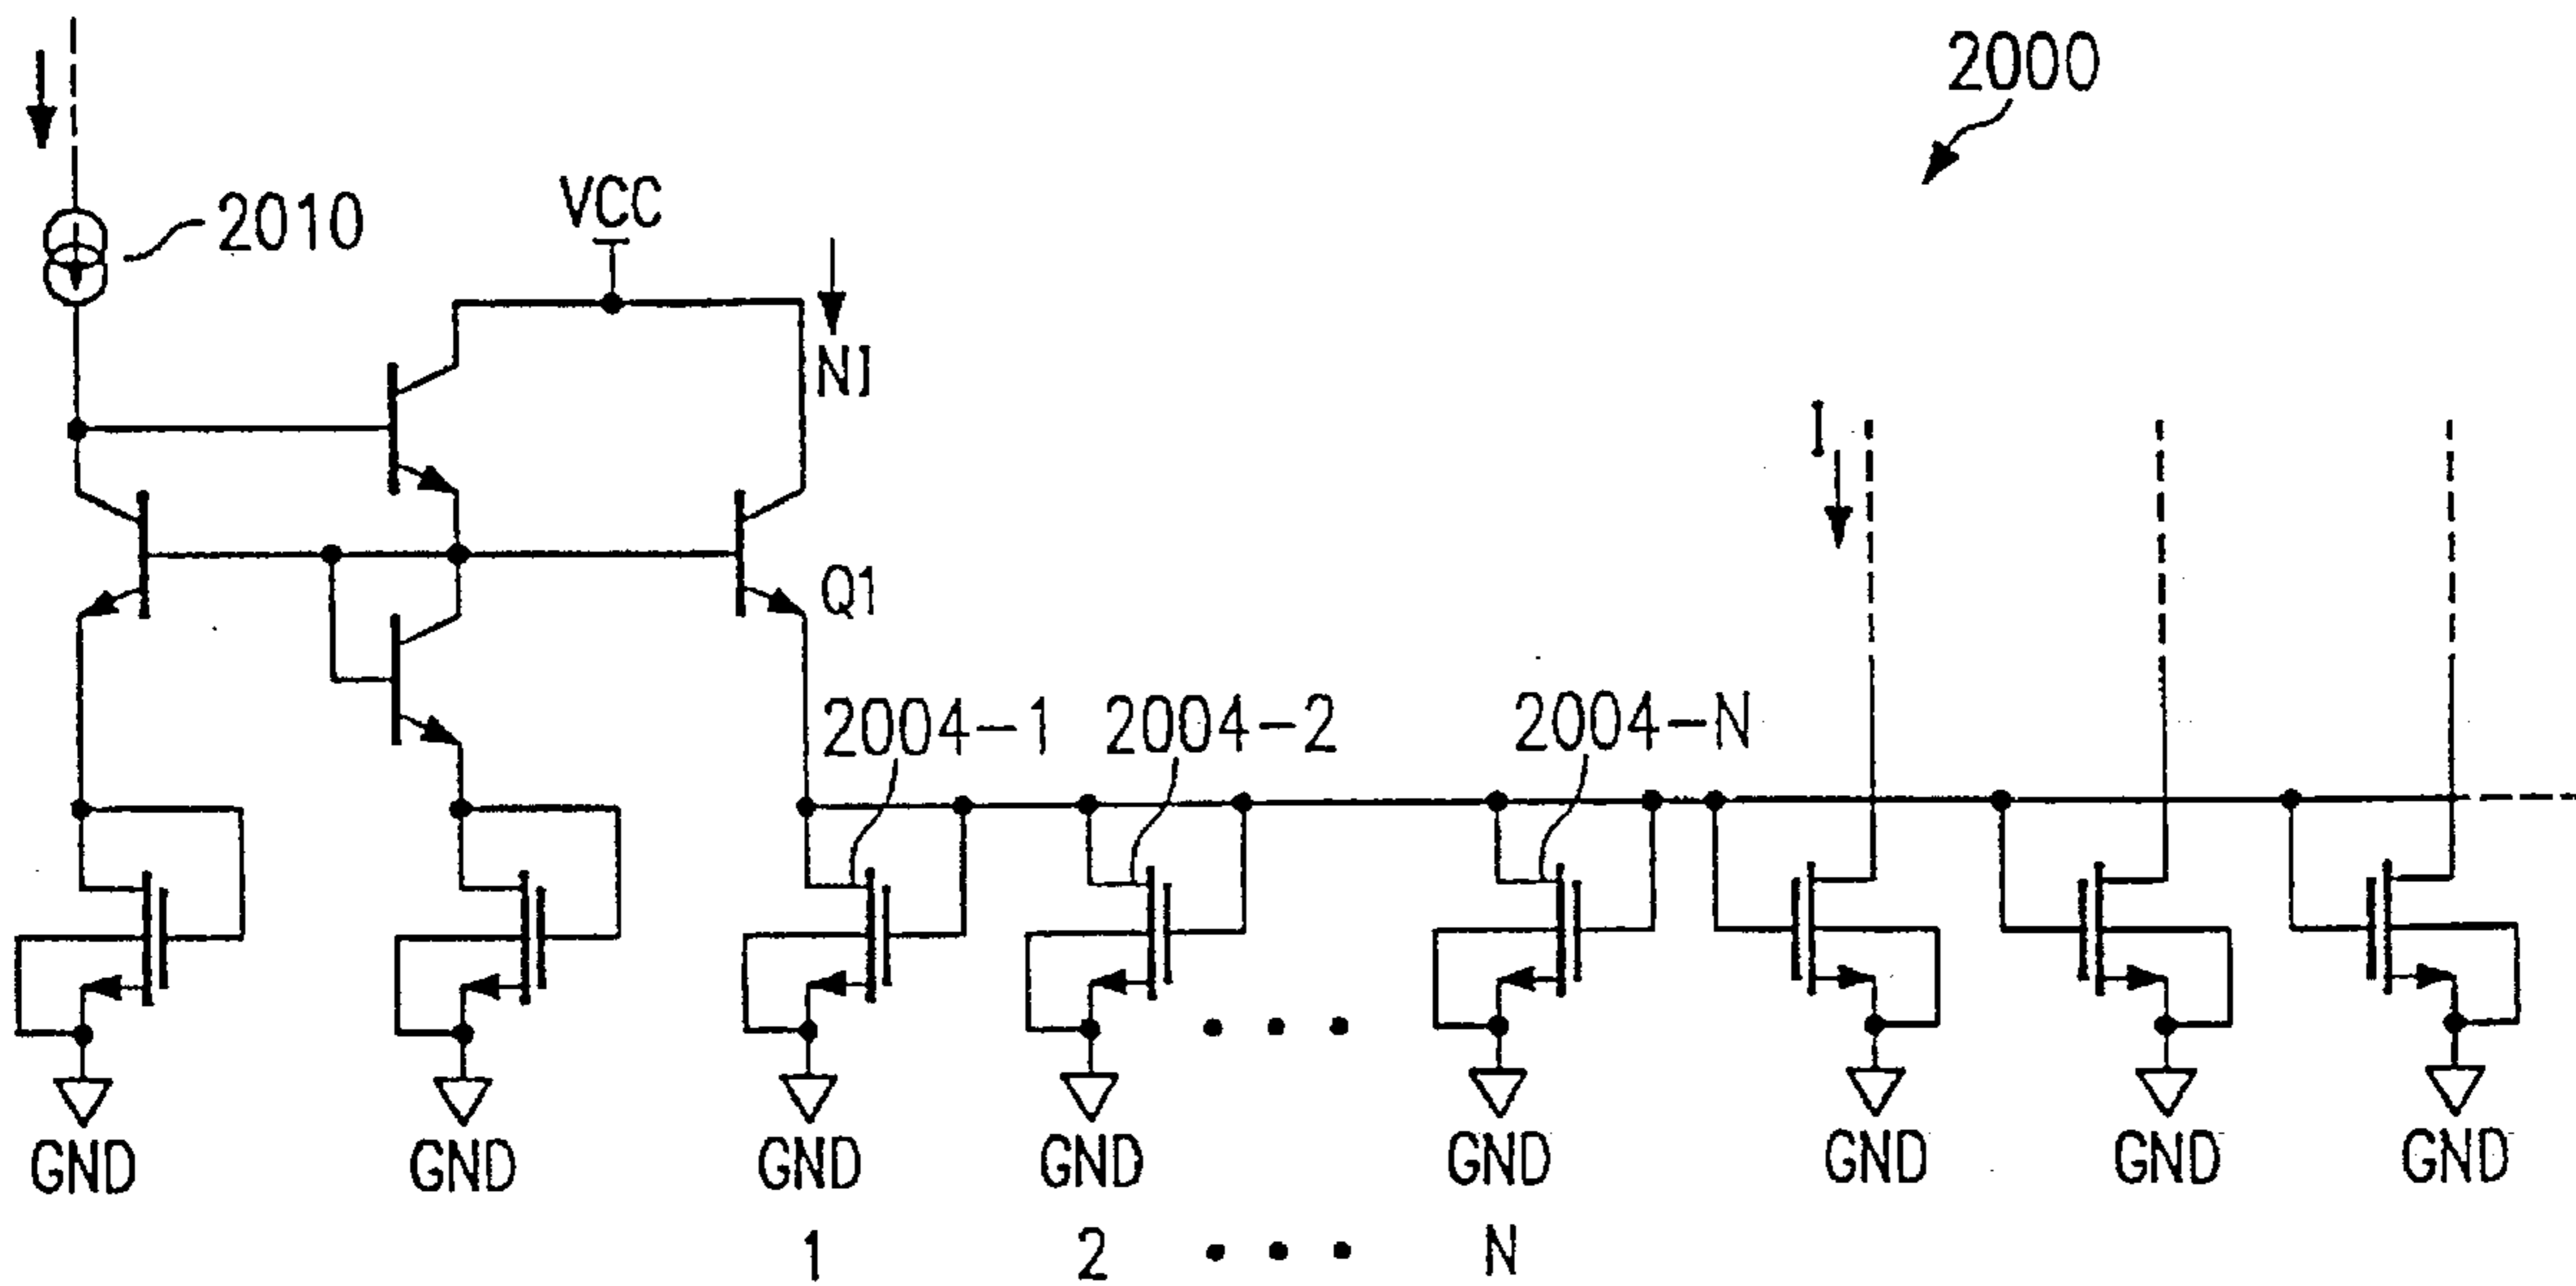 2000
2010
VCC
NI
I
Q1
2004-1
2004-2
2004-N
GND GND GND GND GND GND GND GND
1 2 • • • N